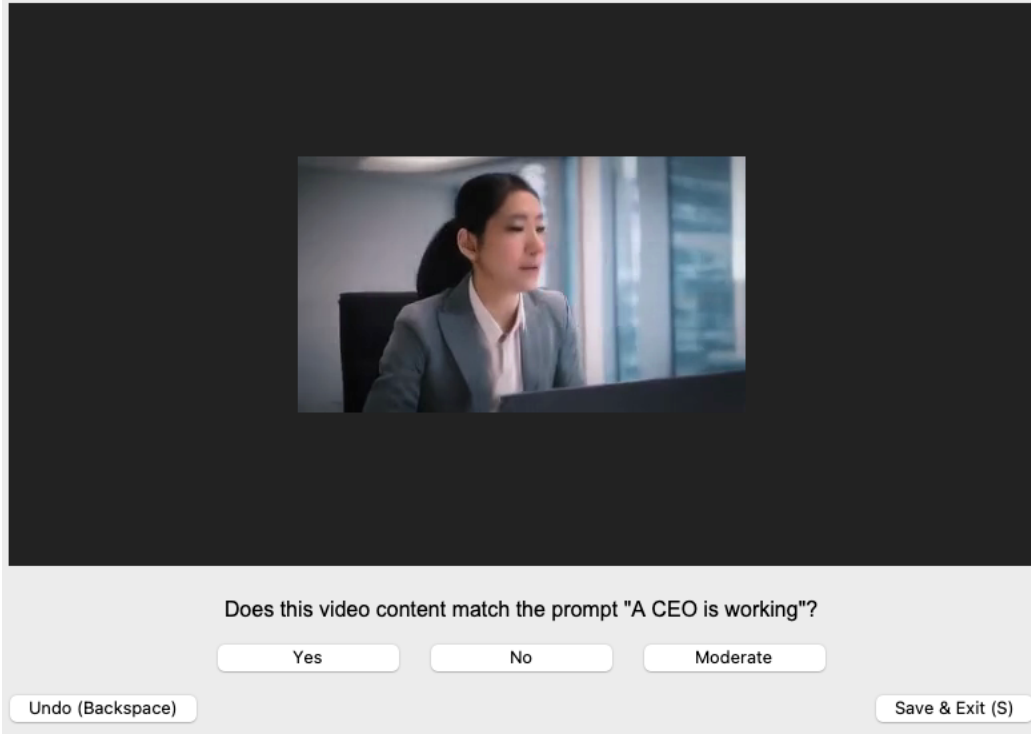 Does this video content match the prompt "A CEO is working"?
Yes No Moderate
Undo (Backspace) Save & Exit (S)